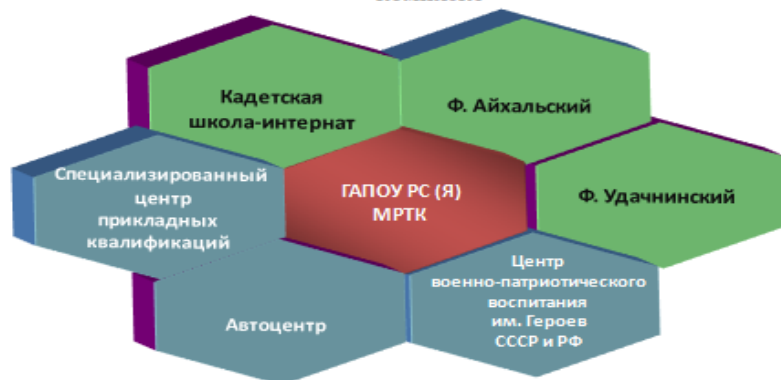 Кадетская
школа-интернат
Ф. Айхальский
Специализированный
центр
прикладных
квалификаций
ГАПОУ РС (Я)
МРТК
Ф. Удачнинский
Автоцентр
Центр
военно-патриотического
воспитания
им. Героев
СССР и РФ